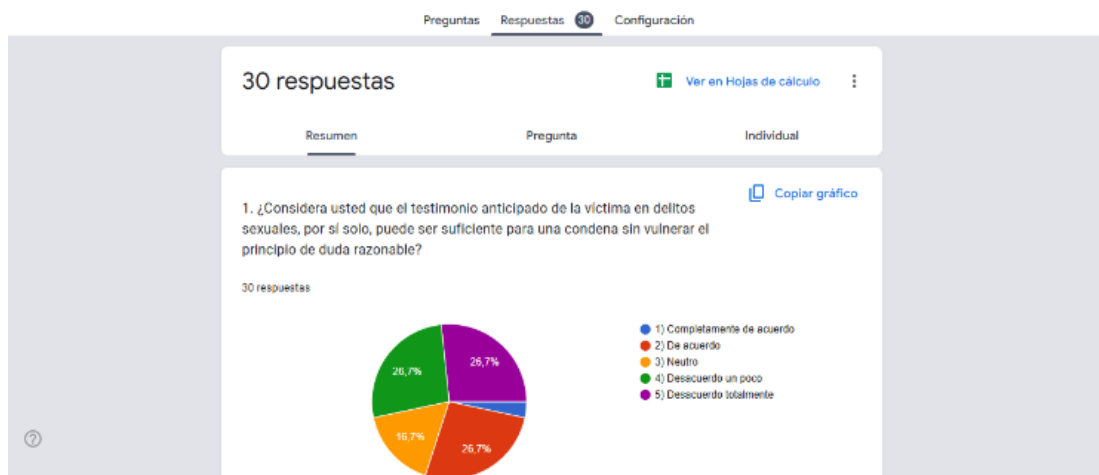 Preguntas Respuestas 30 Configuración
30 respuestas
Ver en Hojas de cálculo
Resumen Pregunta Individual
Copiar gráfico
1. ¿Considera usted que el testimonio anticipado de la víctima en delitos
sexuales, por sí solo, puede ser suficiente para una condena sin vulnerar el
principio de duda razonable?
30 respuestas
1) Completamente de acuerdo
2) De acuerdo
3) Neutro
4) Desacuerdo un poco
5) Desacuerdo totalmente
26,7%
26,7%
16,7%
26,7%